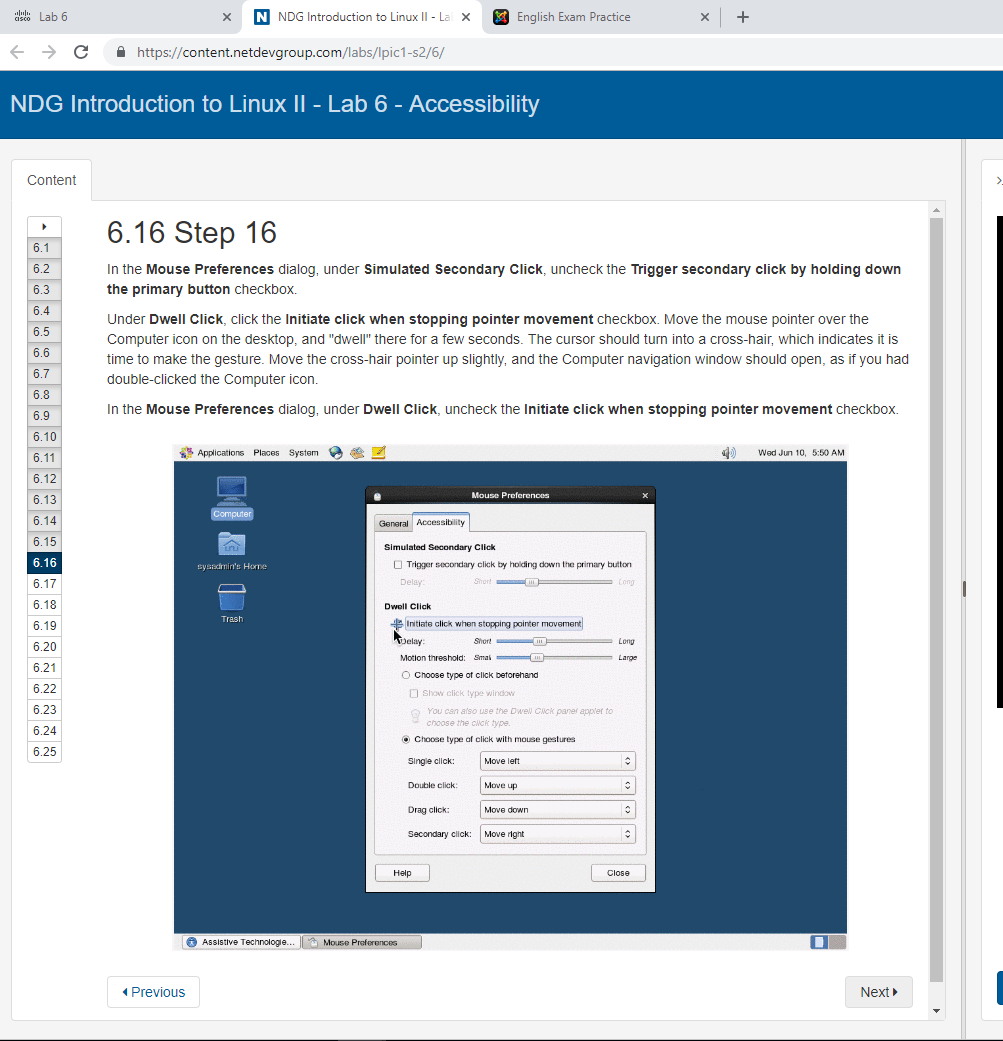 Lab 6
NDG Introduction to Linux II - La
English Exam Practice
https://content.netdevgroup.com/labs/lpic1-s2/6/
NDG Introduction to Linux II - Lab 6 - Accessibility
Content
6.1
6.2
6.3
6.4
6.5
6.6
6.7
6.8
6.9
6.10
6.11
6.12
6.13
6.14
6.15
6.16
6.17
6.18
6.19
6.20
6.21
6.22
6.23
6.24
6.25
6.16 Step 16
In the Mouse Preferences dialog, under Simulated Secondary Click, uncheck the Trigger secondary click by holding down
the primary button checkbox.
Under Dwell Click, click the Initiate click when stopping pointer movement checkbox. Move the mouse pointer over the
Computer icon on the desktop, and "dwell" there for a few seconds. The cursor should turn into a cross-hair, which indicates it is
time to make the gesture. Move the cross-hair pointer up slightly, and the Computer navigation window should open, as if you had
double-clicked the Computer icon.
In the Mouse Preferences dialog, under Dwell Click, uncheck the Initiate click when stopping pointer movement checkbox.
Applications Places System Wed Jun 10, 5:50 AM
Computer
sysadmin's Home
Trash
Mouse Preferences
General Accessibility
Simulated Secondary Click
Trigger secondary click by holding down the primary button
Delay: Short Long
Dwell Click
Initiate click when stopping pointer movement
Delay: Short Long
Motion threshold: Small Large
Choose type of click beforehand
Show click type window
You can also use the Dwell Click panel applet to
choose the click type.
Choose type of click with mouse gestures
Single click: Move left
Double click: Move up
Drag click: Move down
Secondary click: Move right
Help Close
Assistive Technologie... Mouse Preferences
Previous Next